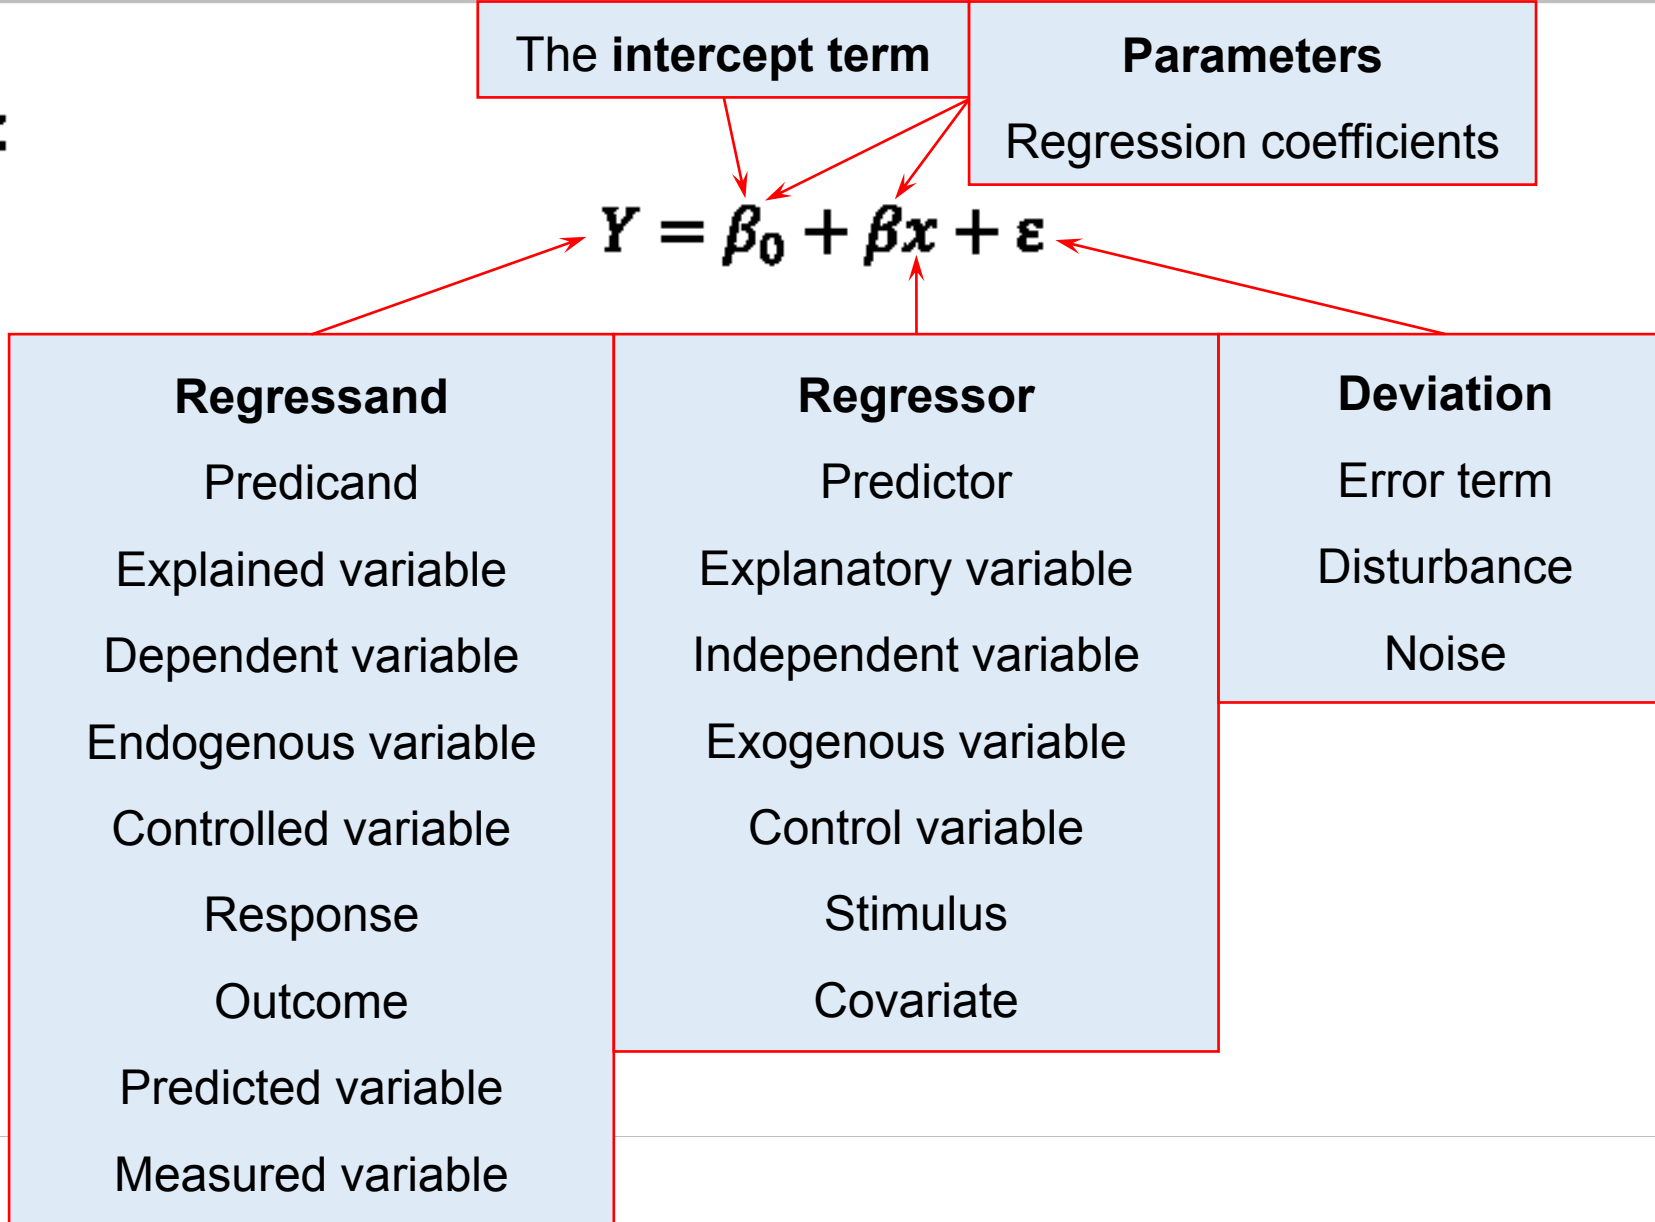 The intercept term
Parameters
Regression coefficients
Y = β₀ + βx + ε
Regressand
Predicand
Explained variable
Dependent variable
Endogenous variable
Controlled variable
Response
Outcome
Predicted variable
Measured variable
Regressor
Predictor
Explanatory variable
Independent variable
Exogenous variable
Control variable
Stimulus
Covariate
Deviation
Error term
Disturbance
Noise